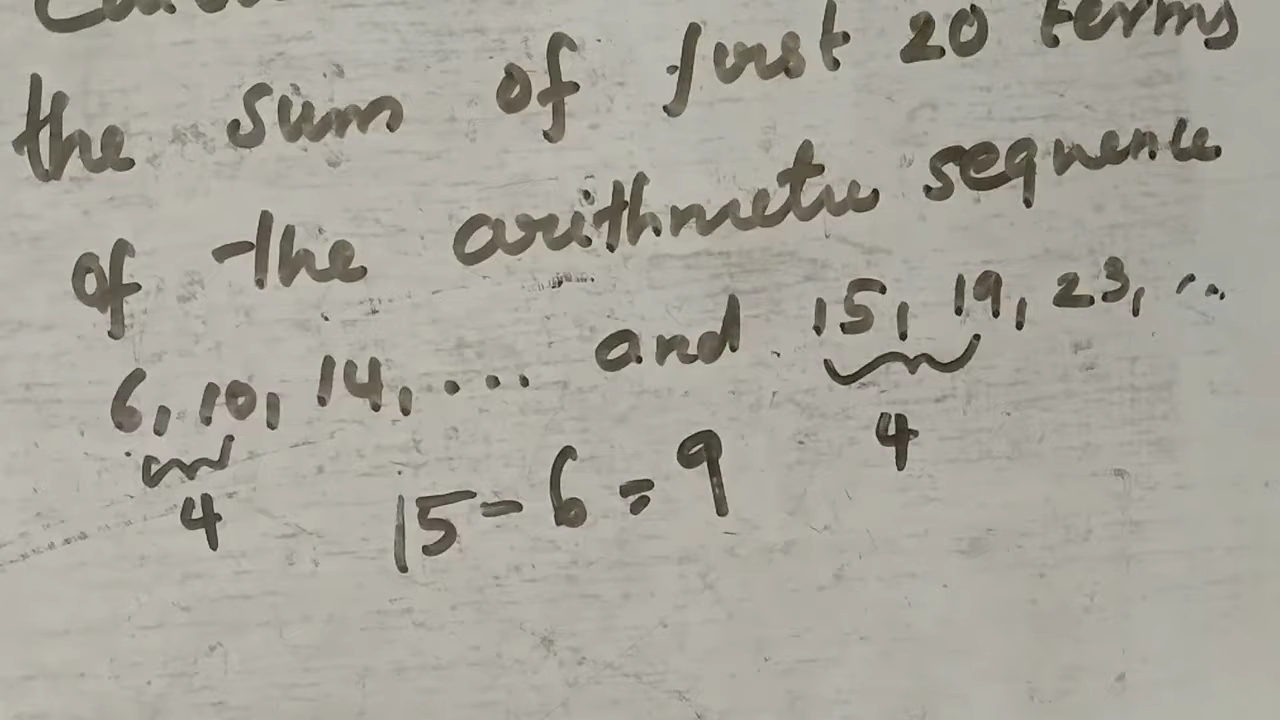 the sum of first 20 terms
of the arithmetic sequence
6, 10, 14, .... and 15, 19, 23, ...
4 4
15 - 6 = 9